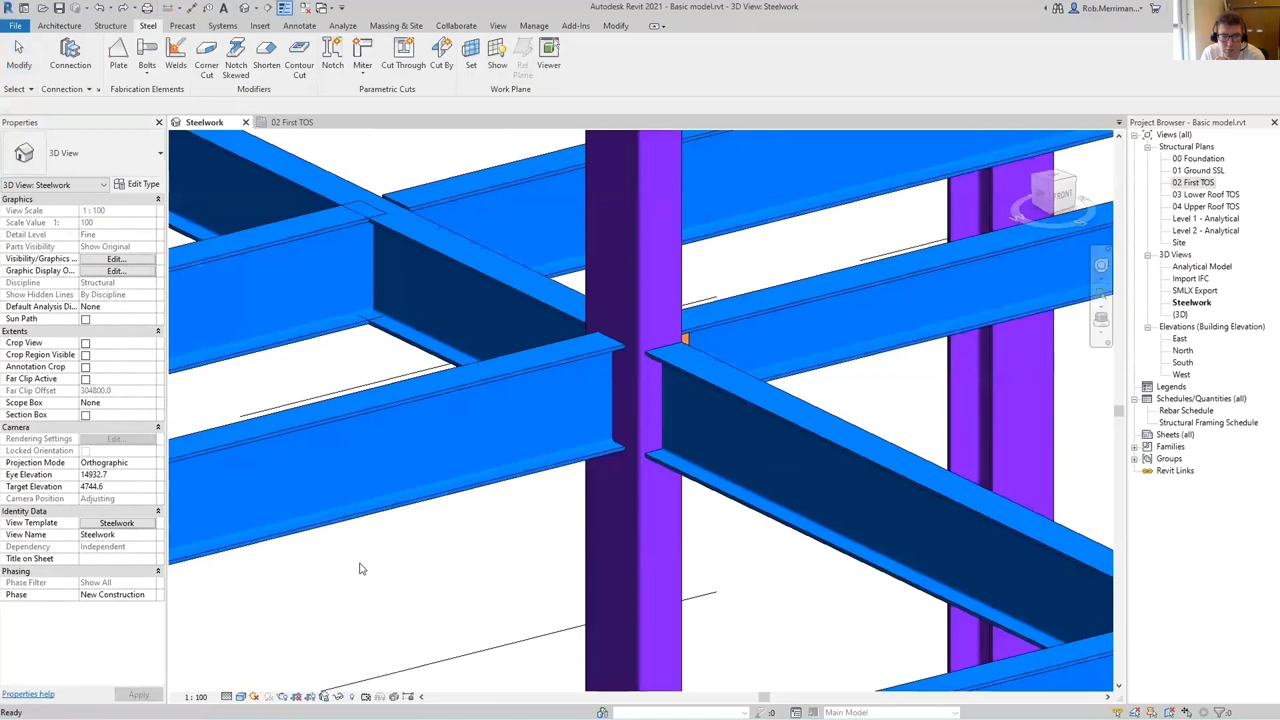 Autodesk Revit 2021 - Basic model.rvt - 3D View: Steelwork
Rob.Merriman...
File Architecture Structure Steel Precast Systems Insert Annotate Analyze Massing & Site Collaborate View Manage Add-Ins Modify
Modify Connection Plate Bolts Welds Corner Cut Notch Skewed Shorten Contour Cut Notch Miter Cut Through Cut By Set Show Ref Plane Viewer
Select Connection Fabrication Elements Modifiers Parametric Cuts Work Plane
Properties
Steelwork
02 First TOS
Project Browser - Basic model.rvt
3D View
3D View: Steelwork Edit Type
Graphics
View Scale 1 : 100
Scale Value 1: 100
Detail Level Fine
Parts Visibility Show Original
Visibility/Graphics ... Edit...
Graphic Display O... Edit...
Discipline Structural
Show Hidden Lines By Discipline
Default Analysis Di... None
Sun Path
Extents
Crop View
Crop Region Visible
Annotation Crop
Far Clip Active
Far Clip Offset 304800.0
Scope Box None
Section Box
Camera
Rendering Settings Edit...
Locked Orientation
Projection Mode Orthographic
Eye Elevation 14932.7
Target Elevation 4744.6
Camera Position Adjusting
Identity Data
View Template Steelwork
View Name Steelwork
Dependency Independent
Title on Sheet
Phasing
Phase Filter Show All
Phase New Construction
Properties help Apply
FRONT
Views (all)
Structural Plans
00 Foundation
01 Ground SSL
02 First TOS
03 Lower Roof TOS
04 Upper Roof TOS
Level 1 - Analytical
Level 2 - Analytical
Site
3D Views
Analytical Model
Import IFC
SMLX Export
Steelwork
{3D}
Elevations (Building Elevation)
East
North
South
West
Legends
Schedules/Quantities (all)
Rebar Schedule
Structural Framing Schedule
Sheets (all)
Families
Groups
Revit Links
1 : 100
Ready
:0
Main Model
:0